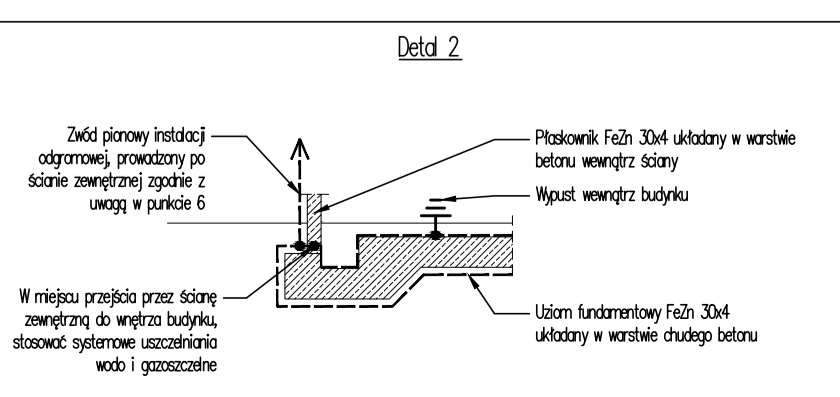 Detal 2
Zwód pionowy instalacji
odgromowej, prowadzony po
ścianie zewnętrznej zgodnie z
uwagą w punkcie 6
Płaskownik FeZn 30x4 układany w warstwie
betonu wewnątrz ściany
Wypust wewnątrz budynku
W miejscu przejścia przez ścianę
zewnętrzną do wnętrza budynku,
stosować systemowe uszczelniania
wodo i gazoszczelne
Uziom fundamentowy FeZn 30x4
układany w warstwie chudego betonu